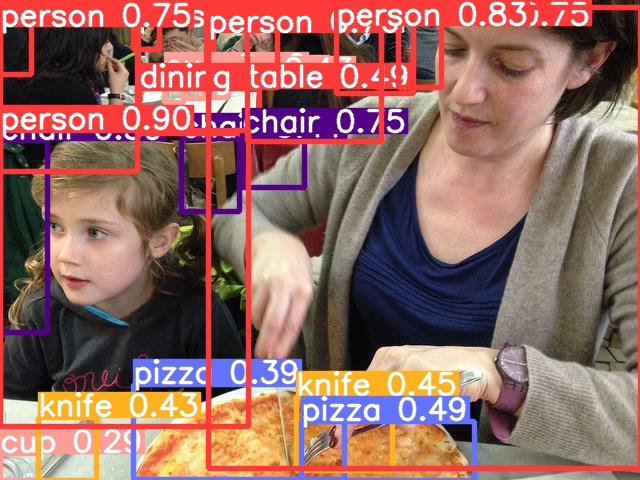 person 0.75
person 0.75
person 0.83
.75
dining table 0.49
person 0.90
chair 0.75
pizza 0.39
knife 0.45
knife 0.43
pizza 0.49
cup 0.29